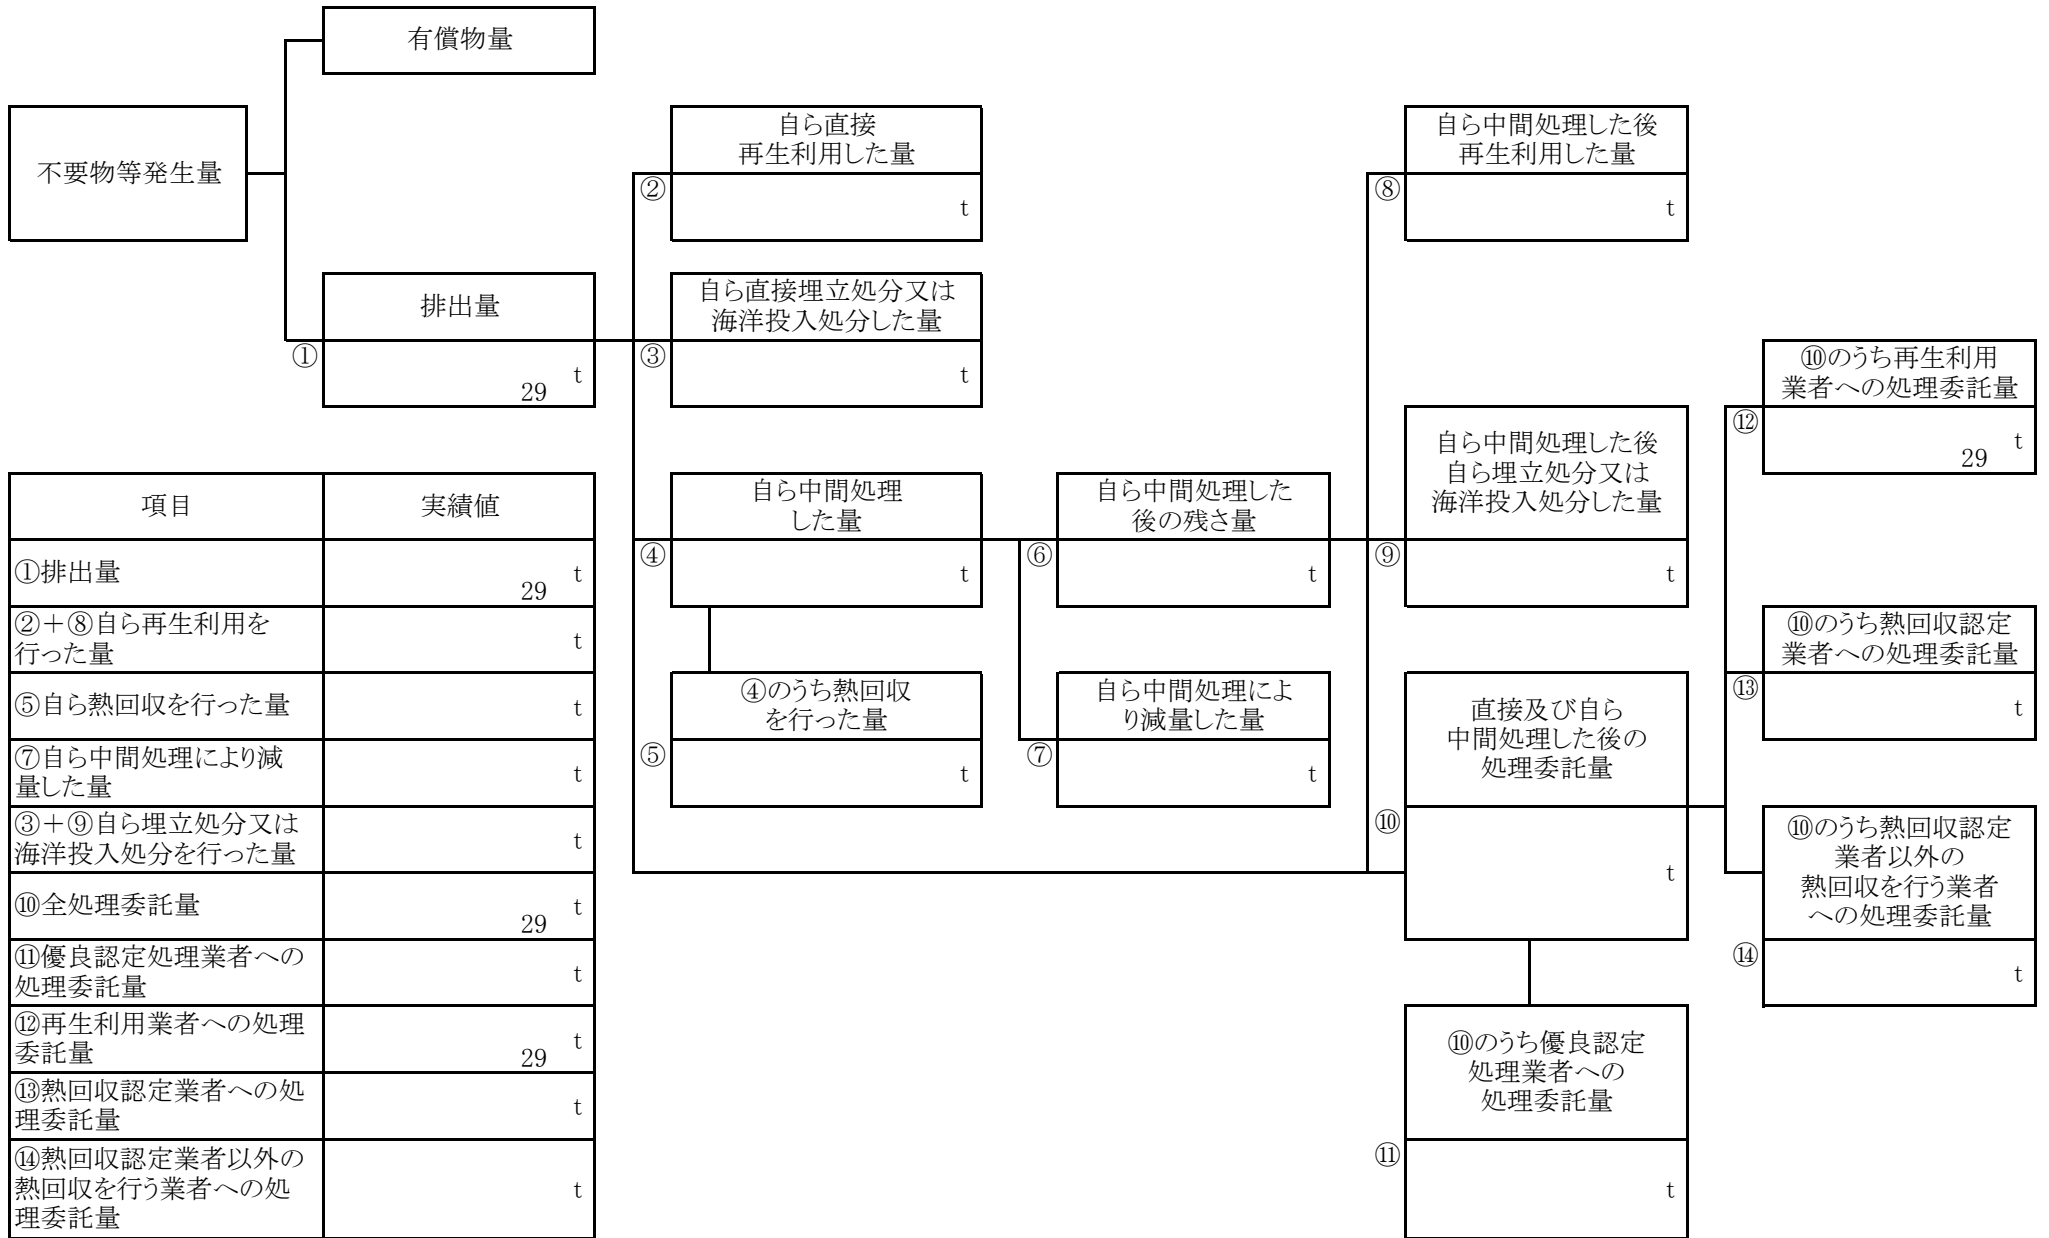 有償物量
不要物等発生量
排出量
①
t
29
自ら直接
再生利用した量
②
t
自ら直接埋立処分又は
海洋投入処分した量
③
t
自ら中間処理
した量
④
t
④のうち熱回収
を行った量
⑤
t
自ら中間処理した
後の残さ量
⑥
t
自ら中間処理によ
り減量した量
⑦
t
自ら中間処理した後
再生利用した量
⑧
t
自ら中間処理した後
自ら埋立処分又は
海洋投入処分した量
⑨
t
直接及び自ら
中間処理した後の
処理委託量
⑩
t
⑩のうち優良認定
処理業者への
処理委託量
⑪
t
⑩のうち再生利用
業者への処理委託量
⑫
t
29
⑩のうち熱回収認定
業者への処理委託量
⑬
t
⑩のうち熱回収認定
業者以外の
熱回収を行う業者
への処理委託量
⑭
t
項目 実績値
①排出量 29 t
②＋⑧自ら再生利用を
行った量 t
⑤自ら熱回収を行った量 t
⑦自ら中間処理により減
量した量 t
③＋⑨自ら埋立処分又は
海洋投入処分を行った量 t
⑩全処理委託量 29 t
⑪優良認定処理業者への
処理委託量 t
⑫再生利用業者への処理
委託量 29 t
⑬熱回収認定業者への処
理委託量 t
⑭熱回収認定業者以外の
熱回収を行う業者への処
理委託量 t